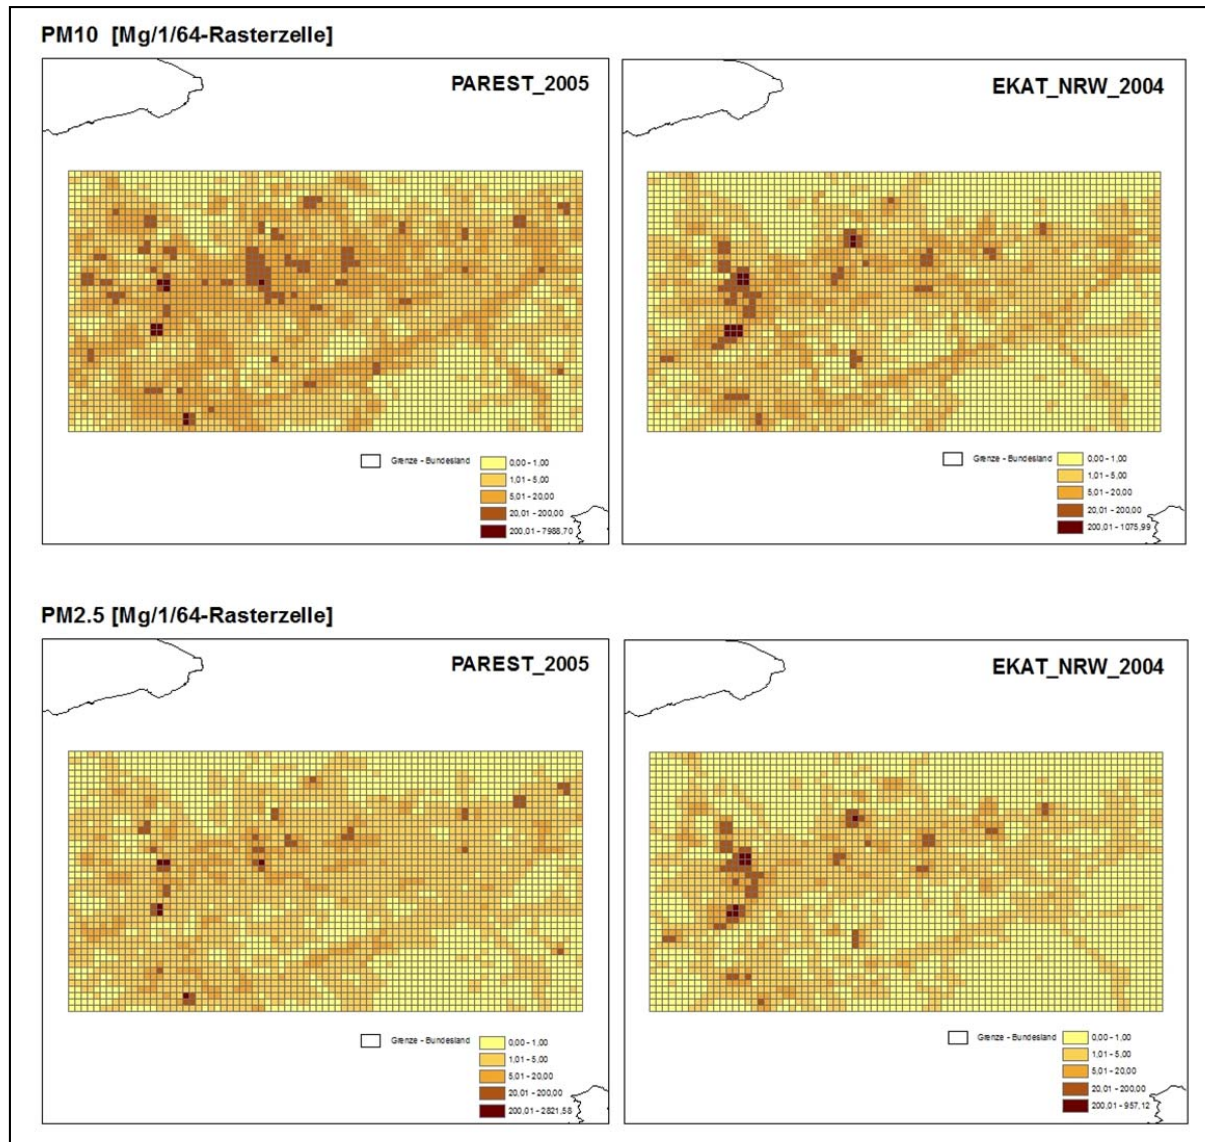 PM10 [Mg/1/64-Rasterzelle]
PAREST_2005
EKAT_NRW_2004
Grenze - Bundesland
0,00 - 1,00
1,01 - 5,00
5,01 - 20,00
20,01 - 200,00
200,01 - 7988,70
Grenze - Bundesland
0,00 - 1,00
1,01 - 5,00
5,01 - 20,00
20,01 - 200,00
200,01 - 1075,99
PM2.5 [Mg/1/64-Rasterzelle]
PAREST_2005
EKAT_NRW_2004
Grenze - Bundesland
0,00 - 1,00
1,01 - 5,00
5,01 - 20,00
20,01 - 200,00
200,01 - 2821,58
Grenze - Bundesland
0,00 - 1,00
1,01 - 5,00
5,01 - 20,00
20,01 - 200,00
200,01 - 957,12